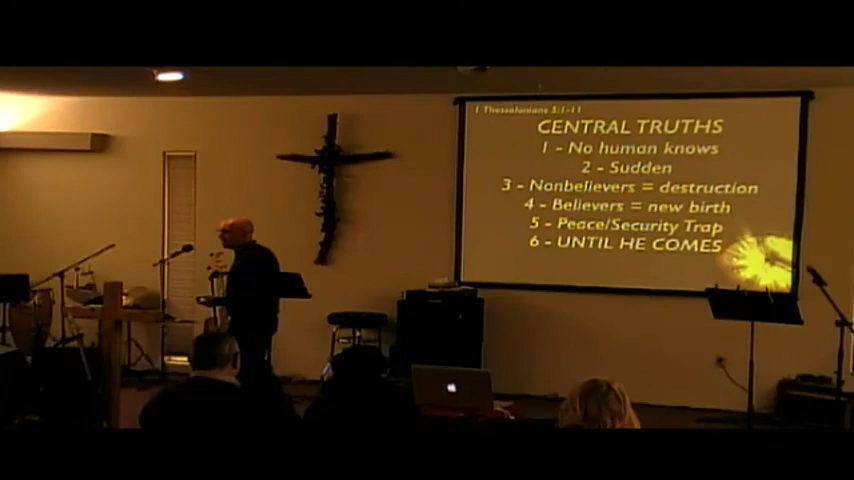 1 Thessalonians 5:1-11
CENTRAL TRUTHS
1 - No human knows
2 - Sudden
3 - Nonbelievers = destruction
4 - Believers = new birth
5 - Peace/Security Trap
6 - UNTIL HE COMES